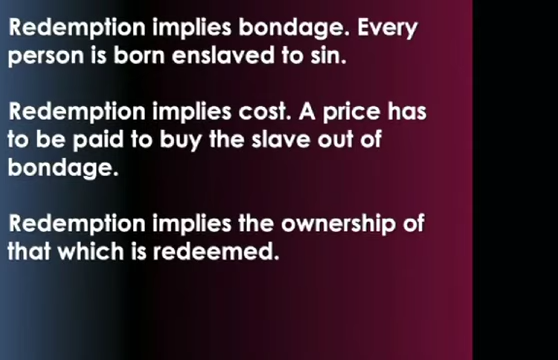 Redemption implies bondage. Every
person is born enslaved to sin.
Redemption implies cost. A price has
to be paid to buy the slave out of
bondage.
Redemption implies the ownership of
that which is redeemed.